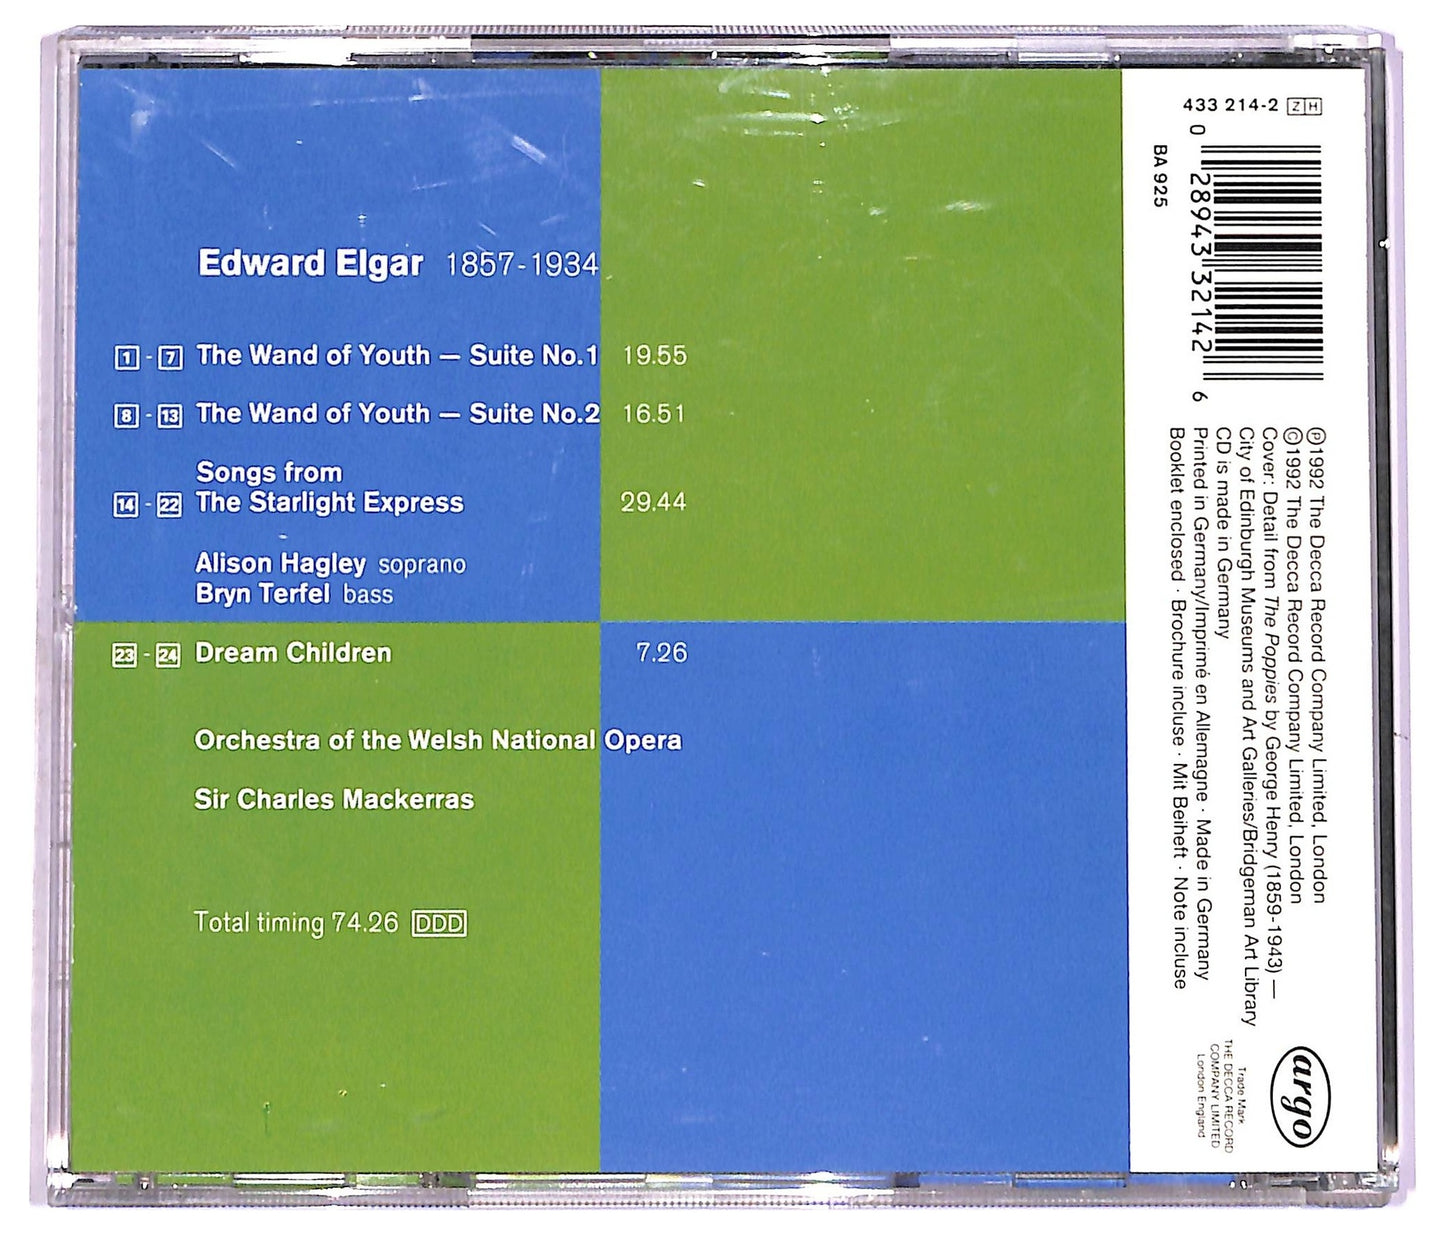 Edward Elgar 1857-1934
1 - 7 The Wand of Youth — Suite No.1 19.55
8 - 13 The Wand of Youth — Suite No.2 16.51
Songs from
14 - 22 The Starlight Express 29.44
Alison Hagley soprano
Bryn Terfel bass
23 - 24 Dream Children 7.26
Orchestra of the Welsh National Opera
Sir Charles Mackerras
Total timing 74.26 DDD
433 214-2 ZH
0 28943 32142 6
BA 925
℗1992 The Decca Record Company Limited, London
©1992 The Decca Record Company Limited, London
Cover: Detail from The Poppies by George Henry (1859-1943) —
City of Edinburgh Museums and Art Galleries/Bridgeman Art Library
CD is made in Germany
Printed in Germany/Imprimé en Allemagne · Made in Germany
Booklet enclosed · Brochure incluse · Mit Beiheft · Note incluse
argo
Trade Mark
THE DECCA RECORD
COMPANY LIMITED
London England